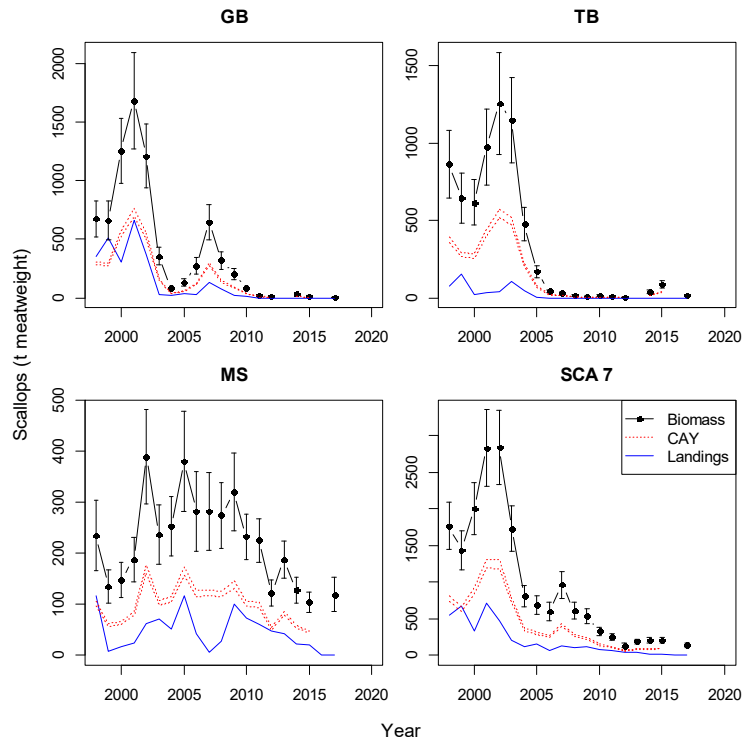 GB
TB
0 500 1000 1500 2000
2000 2005 2010 2015 2020
0 500 1000 1500
2000 2005 2010 2015 2020
Scallops (t meatweight)
MS
SCA 7
0 100 200 300 400 500
2000 2005 2010 2015 2020
0 500 1500 2500
2000 2005 2010 2015 2020
Biomass
CAY
Landings
Year